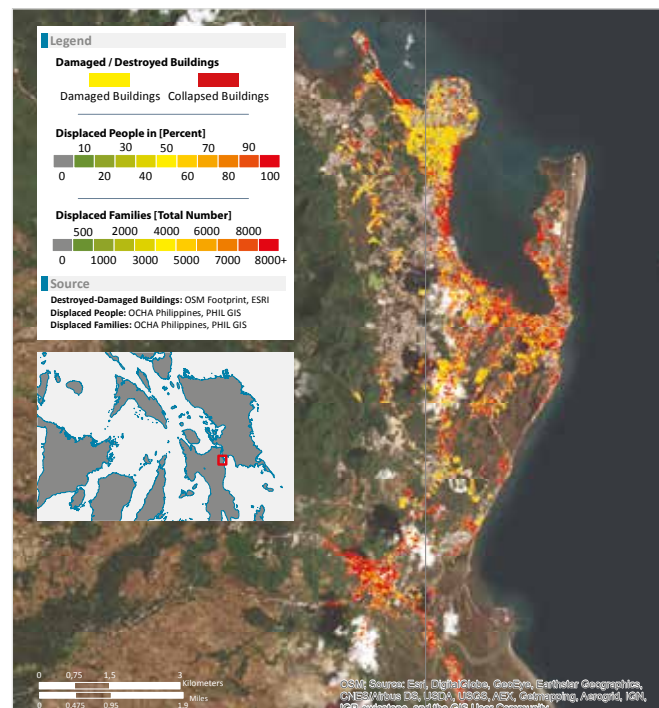 Legend
Damaged / Destroyed Buildings
Damaged Buildings Collapsed Buildings
Displaced People in [Percent]
10 30 50 70 90
0 20 40 60 80 100
Displaced Families [Total Number]
500 2000 4000 6000 8000
0 1000 3000 5000 7000 8000+
Source
Destroyed-Damaged Buildings: OSM Footprint, ESRI
Displaced People: OCHA Philippines, PHIL GIS
Displaced Families: OCHA Philippines, PHIL GIS
0 0,75 1,5 3
Kilometers
Miles
0 0.475 0.95 1.9
OSM; Source: Esri, DigitalGlobe, GeoEye, Earthstar Geographics,
CNES/Airbus DS, USDA, USGS, AEX, Getmapping, Aerogrid, IGN,
and the GIS User Community